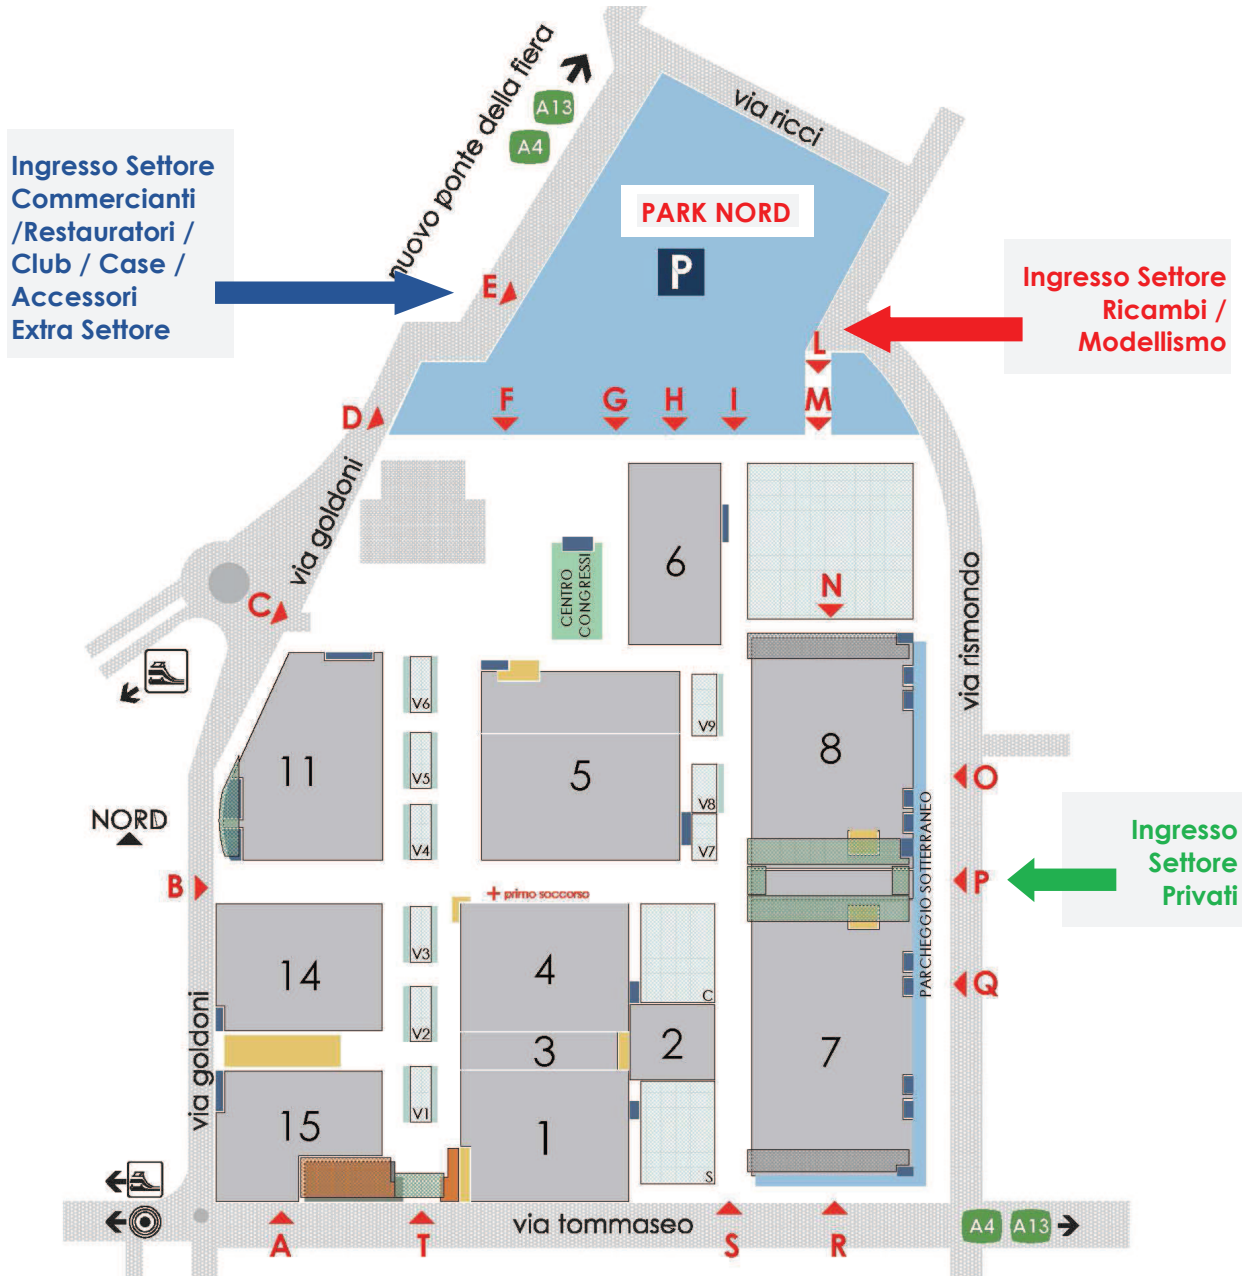 nuovo ponte della fiera
A13
A4
via ricci
Ingresso Settore
Commercianti
/Restauratori /
Club / Case /
Accessori
Extra Settore
PARK NORD
P
E
Ingresso Settore
Ricambi /
Modellismo
L
D
F
G
H
I
M
via goldoni
6
CENTRO
CONGRESSI
N
C
via rismondo
V6
V9
11
V5
5
8
V8
O
NORD
V4
V7
PARCHEGGIO SOTTERRANEO
Ingresso
Settore
Privati
B
+ primo soccorso
P
V3
14
4
C
Q
via goldoni
V2
3
2
7
V1
15
1
S
A
T
via tommaseo
S
R
A4
A13